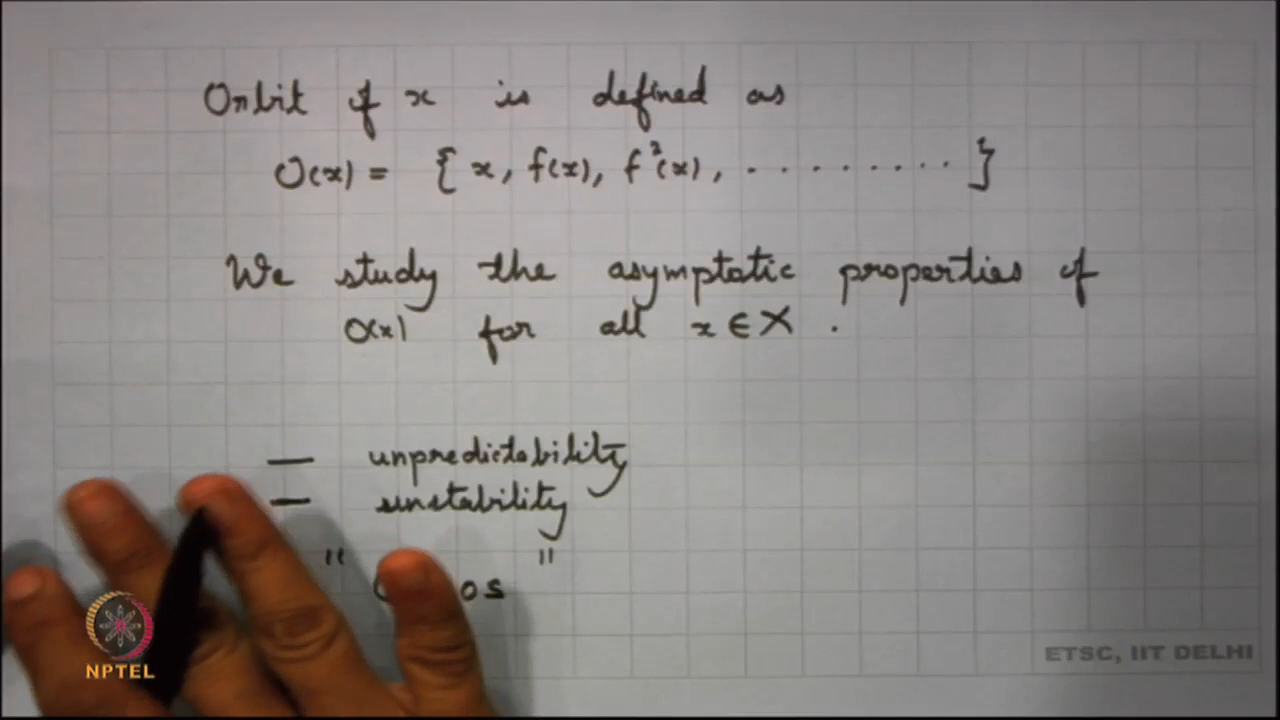 Orbit of x is defined as
O(x) = { x, f(x), f²(x), . . . . . . . . . }
We study the asymptotic properties of
O(x) for all x ∈ X .
— unpredictability
— unstability
" "
os
NPTEL
ETSC, IIT DELHI